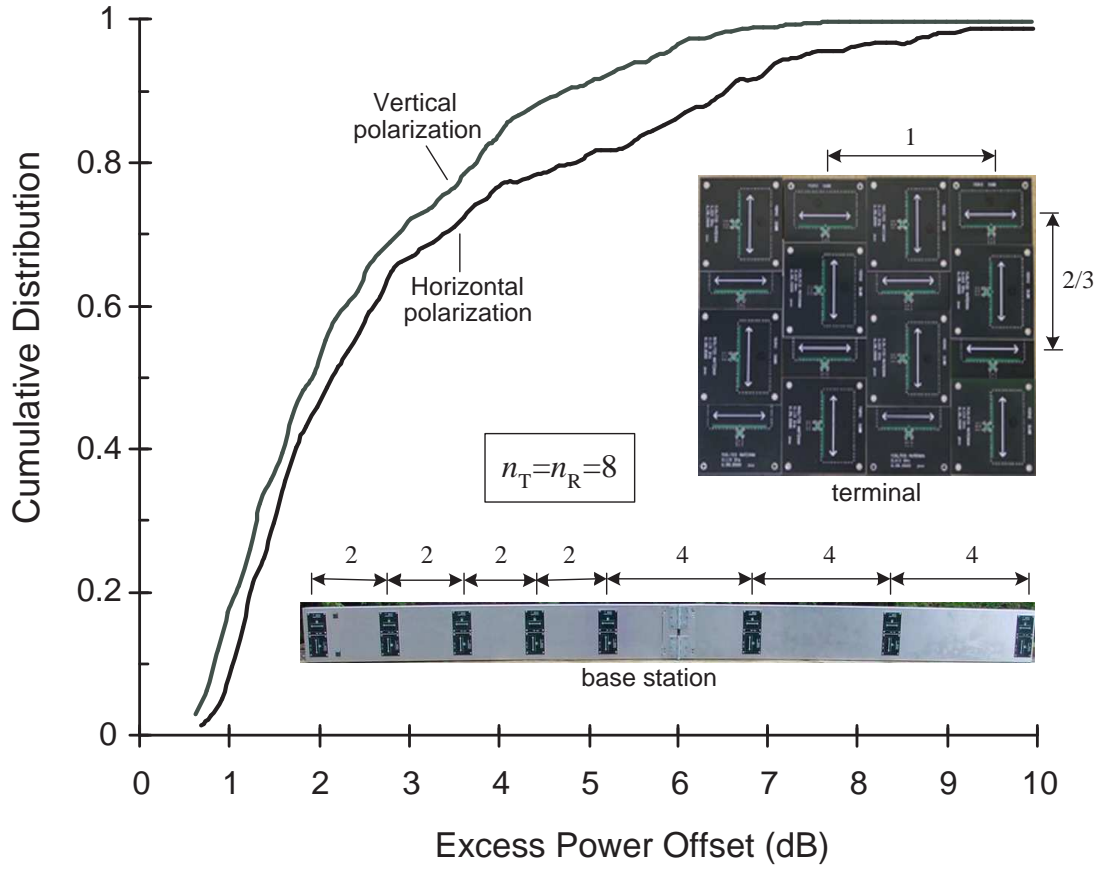 1
0.8
0.6
0.4
0.2
0
Cumulative Distribution
Vertical
polarization
Horizontal
polarization
1
2/3
terminal
n_T=n_R=8
2 2 2 2 4 4 4
base station
0 1 2 3 4 5 6 7 8 9 10
Excess Power Offset (dB)